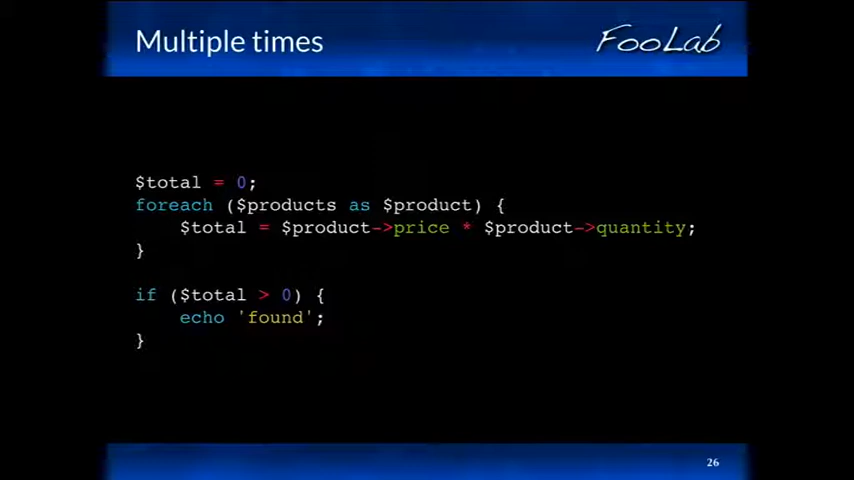 Multiple times
FooLab
$total = 0;
foreach ($products as $product) {
    $total = $product->price * $product->quantity;
}
if ($total > 0) {
    echo 'found';
}
26